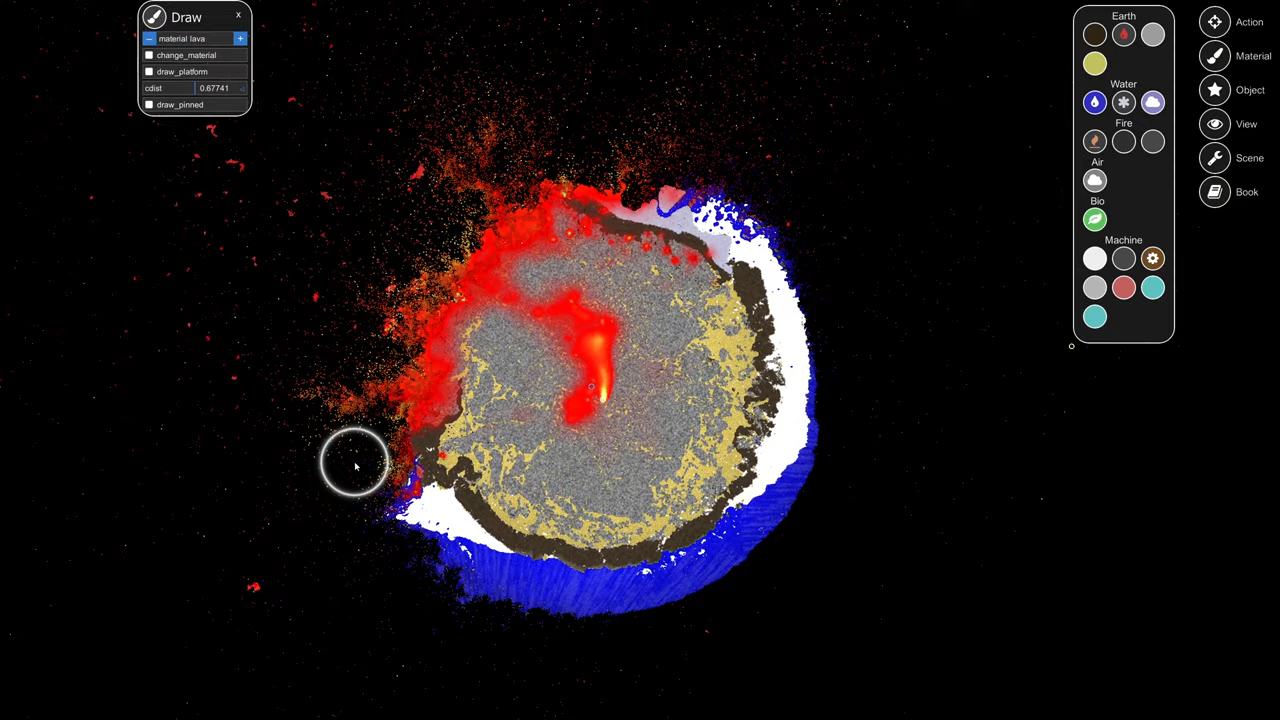 Draw
x
– material lava +
change_material
draw_platform
cdist 0.67741
draw_pinned
Earth
Water
Fire
Air
Bio
Machine
Action
Material
Object
View
Scene
Book